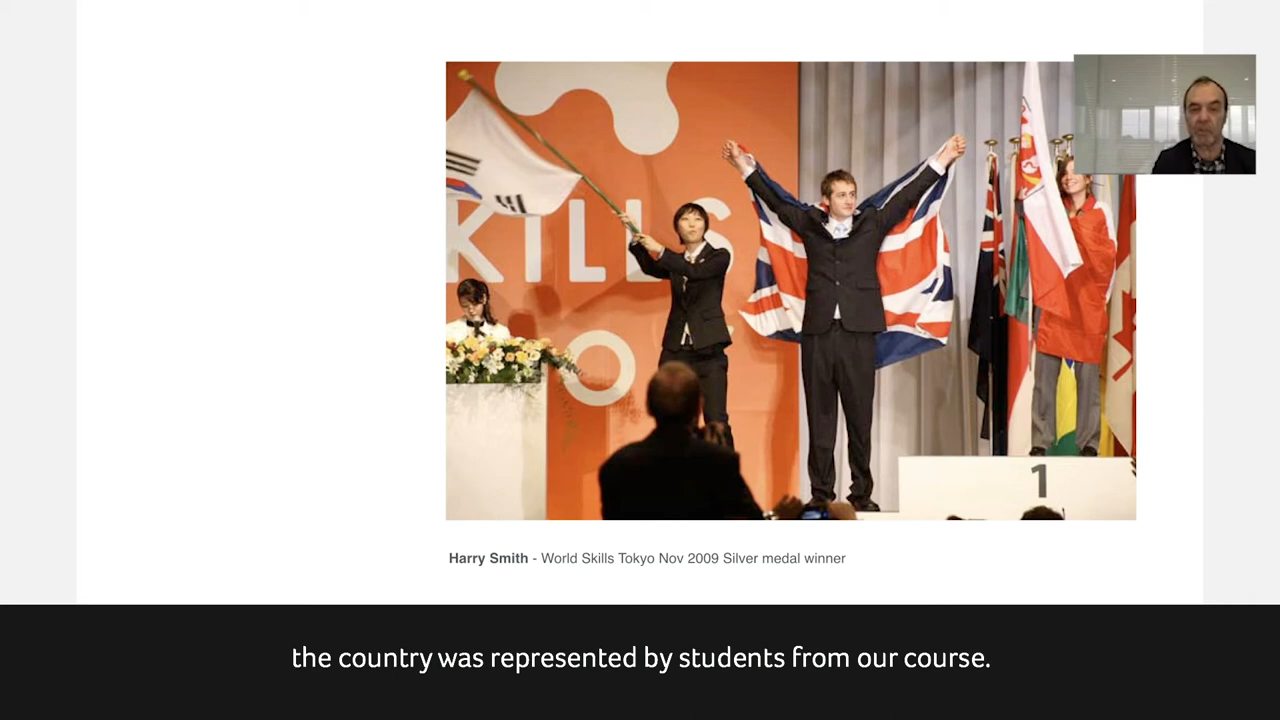 KILLS
O
1
Harry Smith - World Skills Tokyo Nov 2009 Silver medal winner
the country was represented by students from our course.